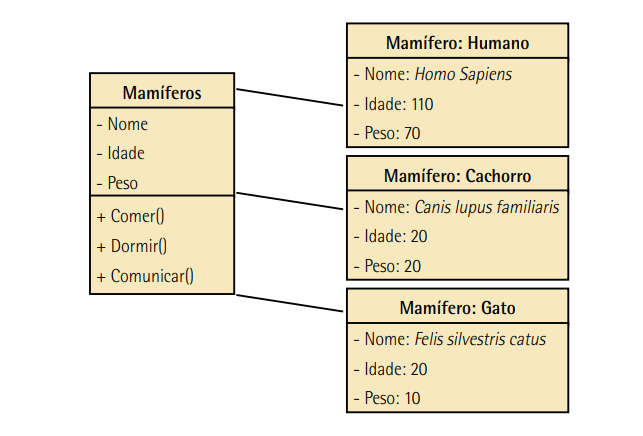 Mamíferos
- Nome
- Idade
- Peso
+ Comer()
+ Dormir()
+ Comunicar()
Mamífero: Humano
- Nome: Homo Sapiens
- Idade: 110
- Peso: 70
Mamífero: Cachorro
- Nome: Canis lupus familiaris
- Idade: 20
- Peso: 20
Mamífero: Gato
- Nome: Felis silvestris catus
- Idade: 20
- Peso: 10